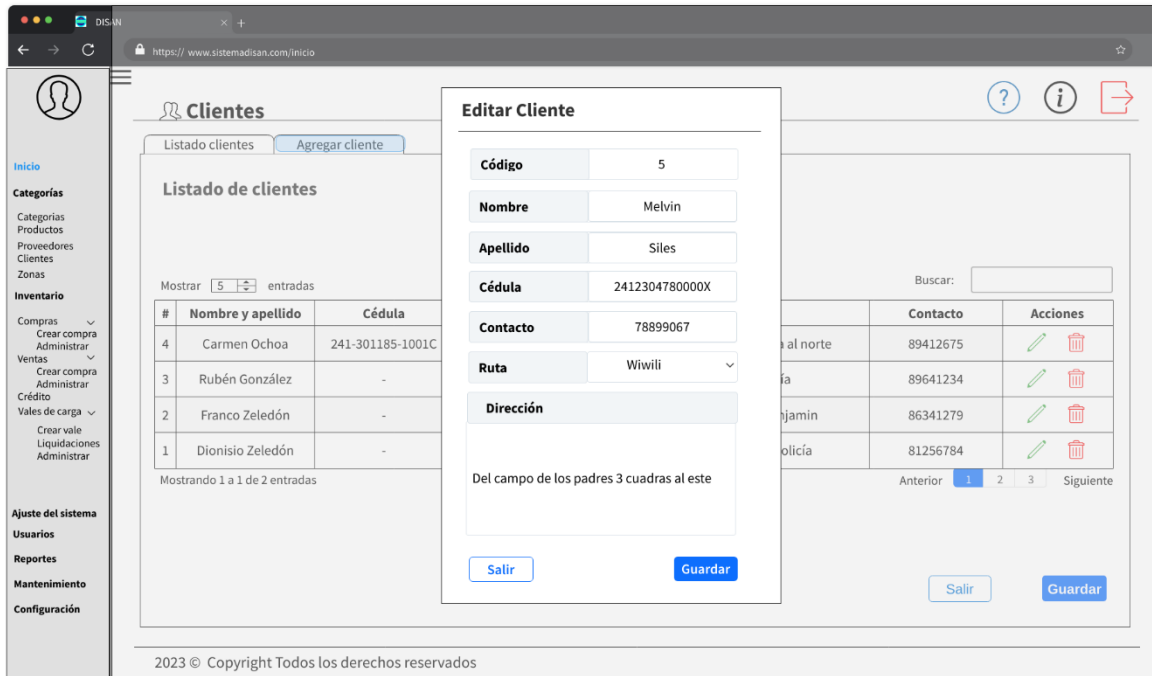 DISAN
https:// www.sistemadisan.com/inicio
Inicio
Categorías
Categorias
Productos
Proveedores
Clientes
Zonas
Inventario
Compras
Crear compra
Administrar
Ventas
Crear compra
Administrar
Crédito
Vales de carga
Crear vale
Liquidaciones
Administrar
Ajuste del sistema
Usuarios
Reportes
Mantenimiento
Configuración
Clientes
Listado clientes Agregar cliente
Listado de clientes
Mostrar 5 entradas
Buscar:
# Nombre y apellido Cédula Contacto Acciones
4 Carmen Ochoa 241-301185-1001C al norte 89412675
3 Rubén González - 89641234
2 Franco Zeledón - 86341279
1 Dionisio Zeledón - 81256784
Mostrando 1 a 1 de 2 entradas
Anterior 1 2 3 Siguiente
Salir Guardar
Editar Cliente
Código 5
Nombre Melvin
Apellido Siles
Cédula 2412304780000X
Contacto 78899067
Ruta Wiwili
Dirección
Del campo de los padres 3 cuadras al este
Salir Guardar
2023 © Copyright Todos los derechos reservados